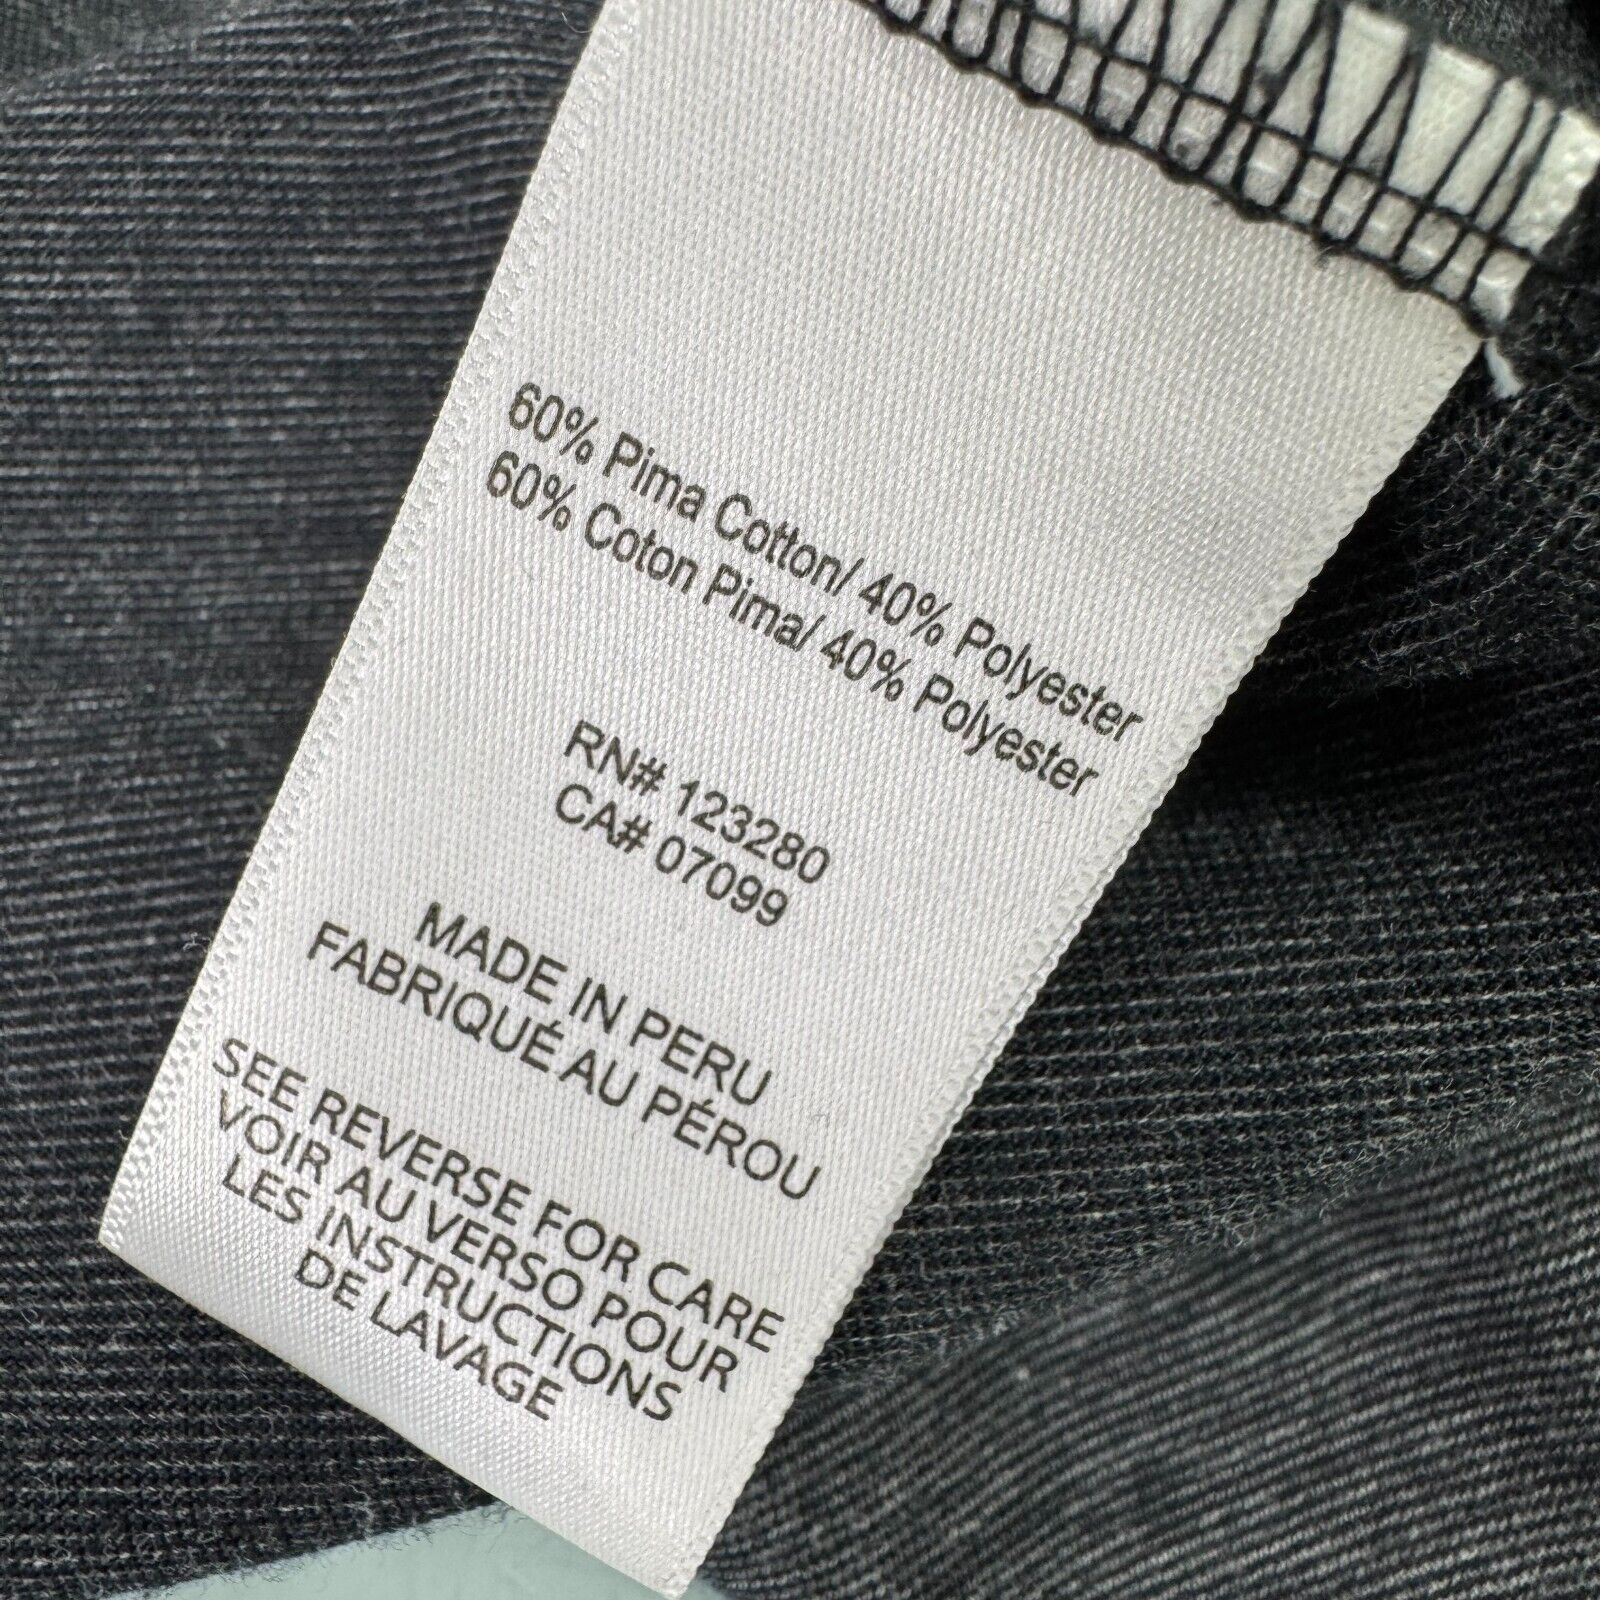 60% Pima Cotton/ 40% Polyester
60% Coton Pima/ 40% Polyester
RN# 123280
CA# 07099
MADE IN PERU
FABRIQUÉ AU PÉROU
SEE REVERSE FOR CARE
VOIR AU VERSO POUR
LES INSTRUCTIONS
DE LAVAGE